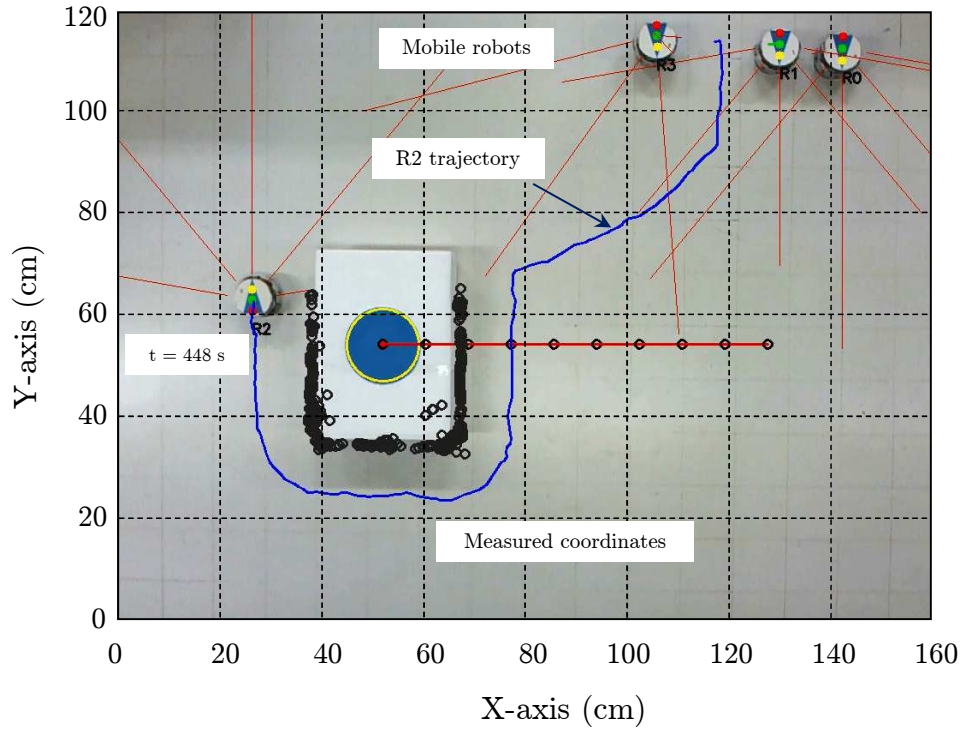 120
Mobile robots
R3
R1
R0
100
R2 trajectory
80
60
R2
t = 448 s
40
20
Measured coordinates
0
0
20
40
60
80
100
120
140
160
X-axis (cm)
Y-axis (cm)